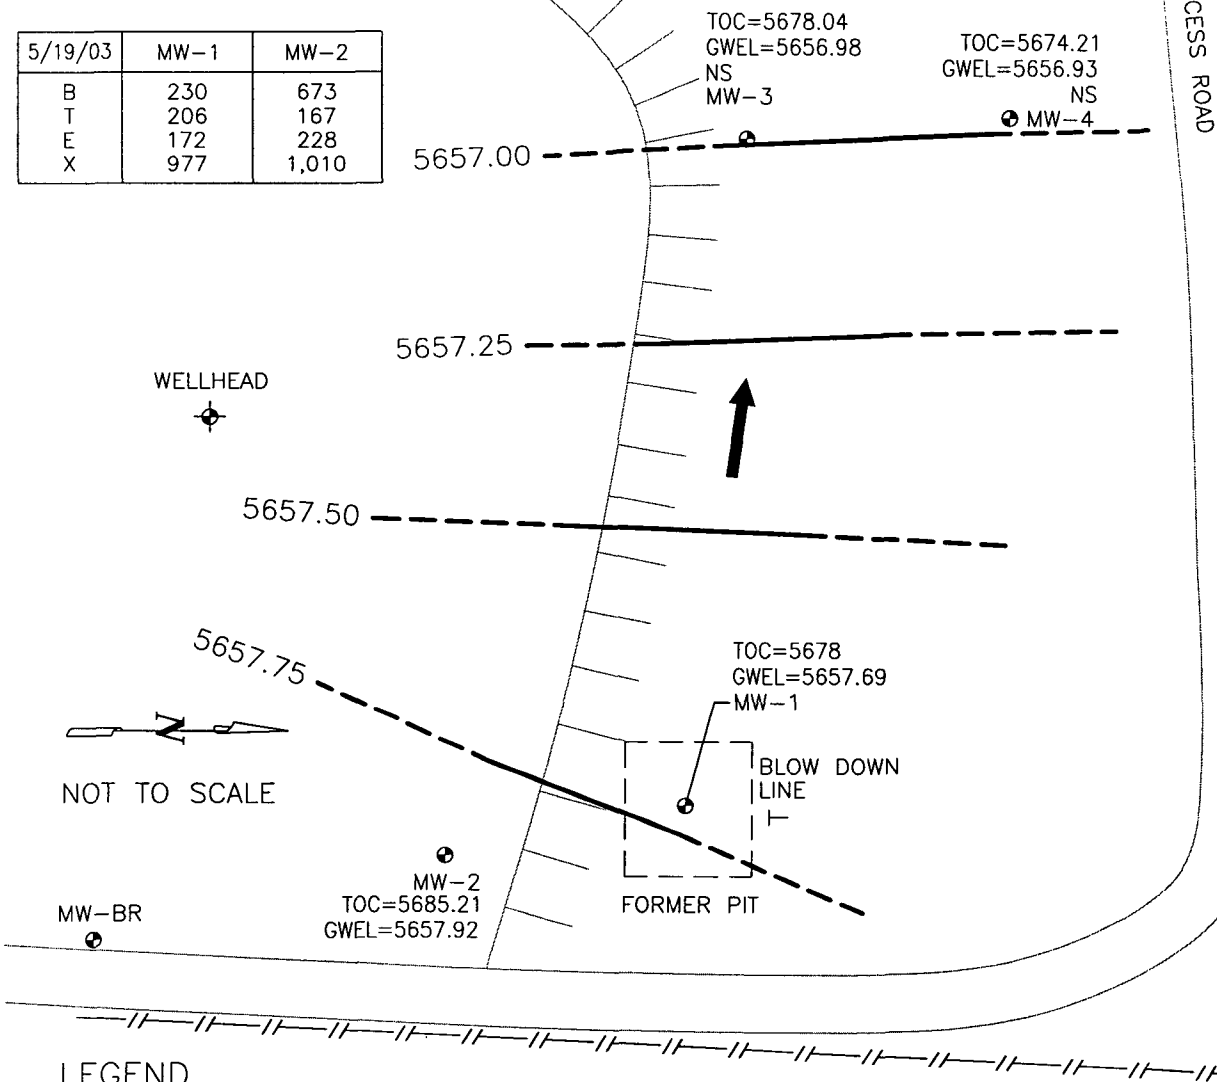 5/19/03 MW-1 MW-2
B 230 673
T 206 167
E 172 228
X 977 1,010
TOC=5678.04
GWEL=5656.98
NS
MW-3
TOC=5674.21
GWEL=5656.93
NS
MW-4
CESS ROAD
5657.00
5657.25
WELLHEAD
5657.50
5657.75
TOC=5678
GWEL=5657.69
MW-1
N
NOT TO SCALE
BLOW DOWN
LINE
MW-2
TOC=5685.21
GWEL=5657.92
FORMER PIT
MW-BR
LEGEND